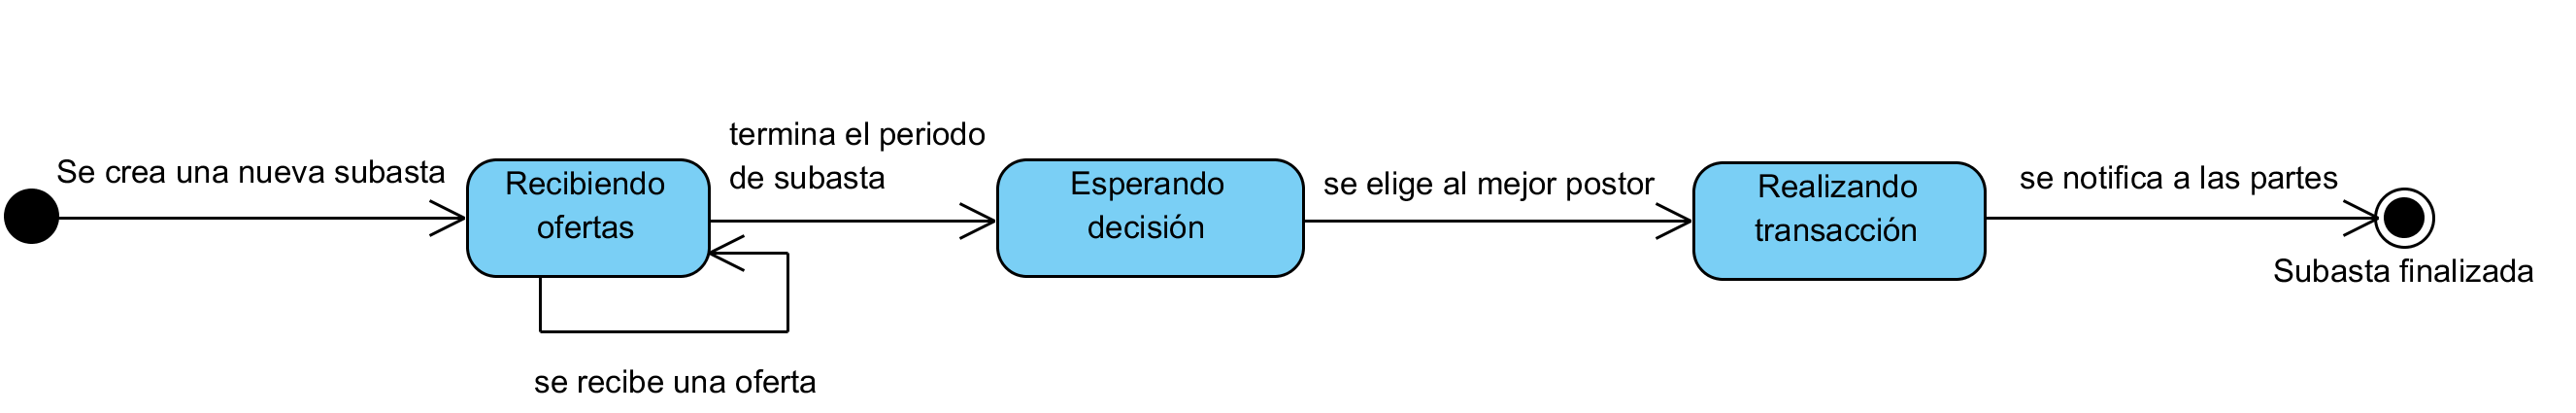 Se crea una nueva subasta
Recibiendo
ofertas
termina el periodo
de subasta
se recibe una oferta
Esperando
decisión
se elige al mejor postor
Realizando
transacción
se notifica a las partes
Subasta finalizada